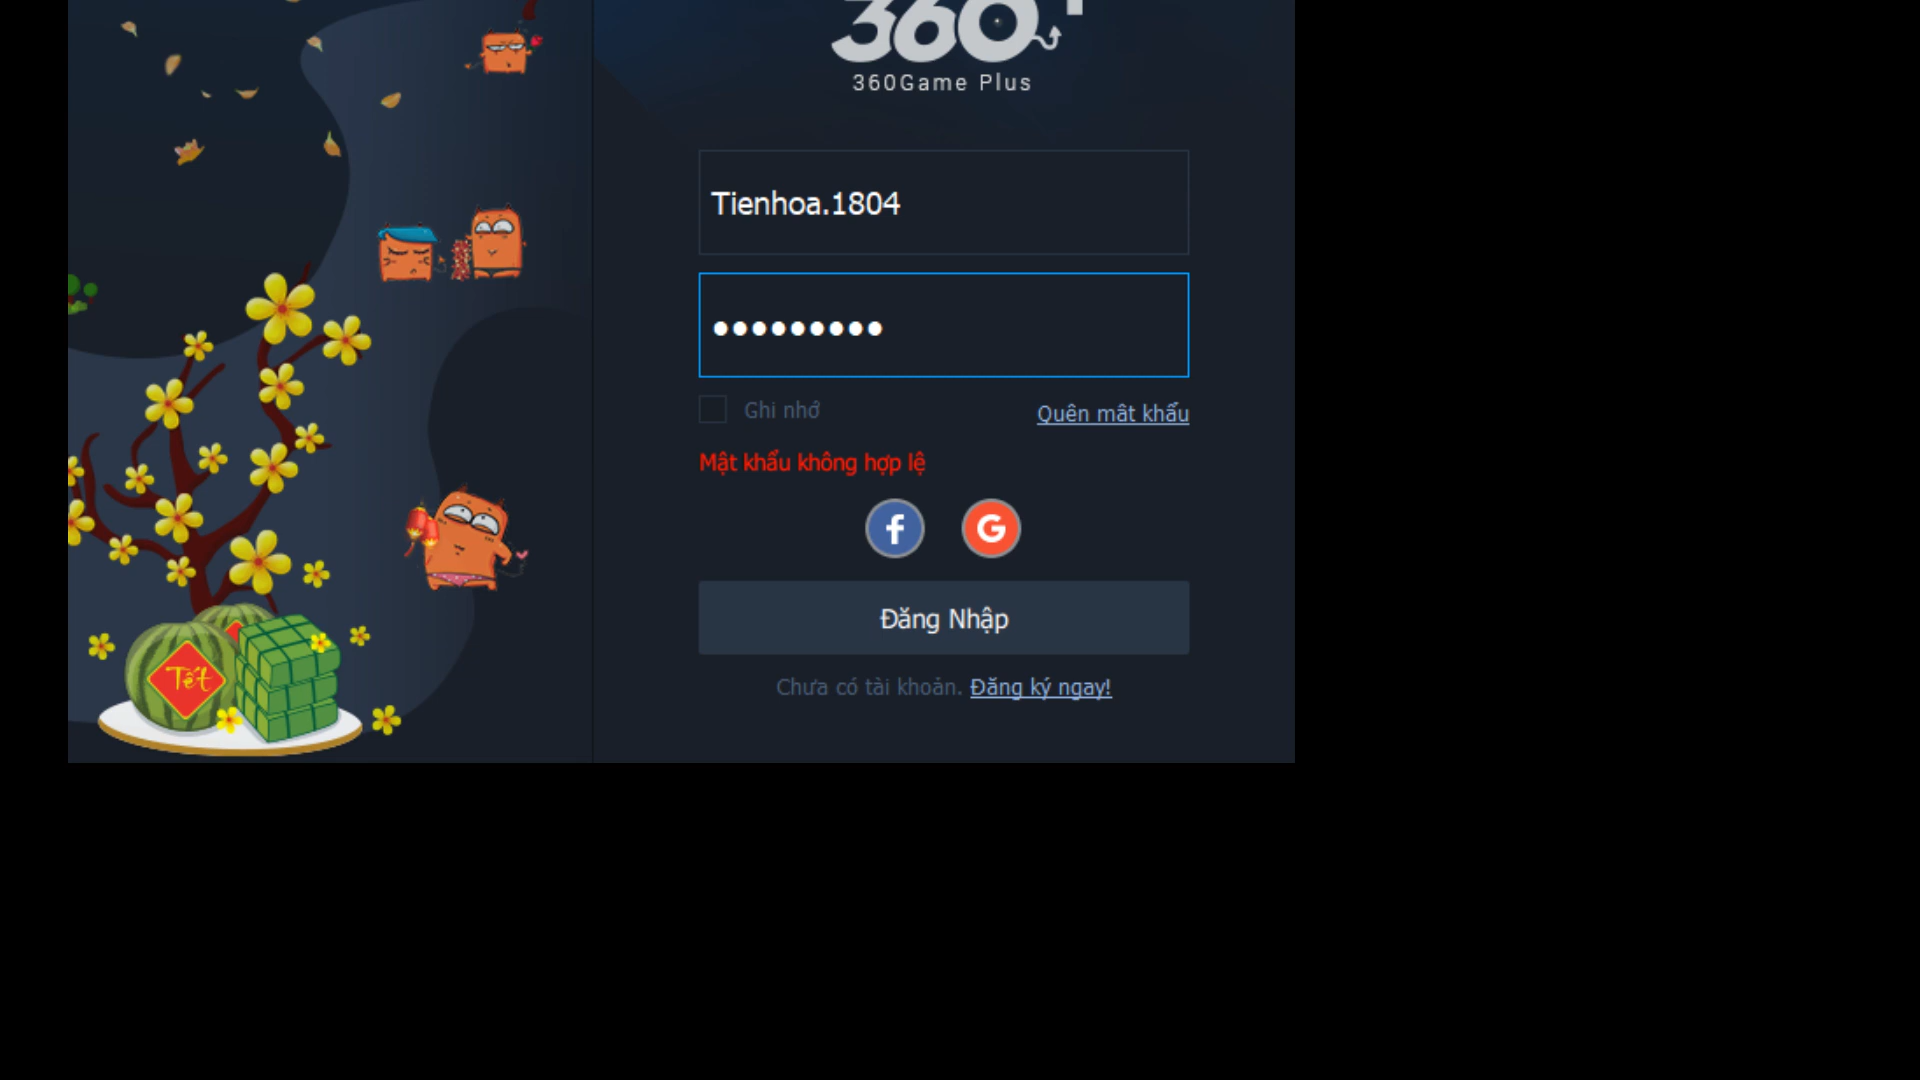 360
360Game Plus
Tienhoa.1804
Ghi nhớ
Quên mât khẩu
Mật khẩu không hợp lệ
f
G
Đăng Nhập
Chưa có tài khoản. Đăng ký ngay!
Tết